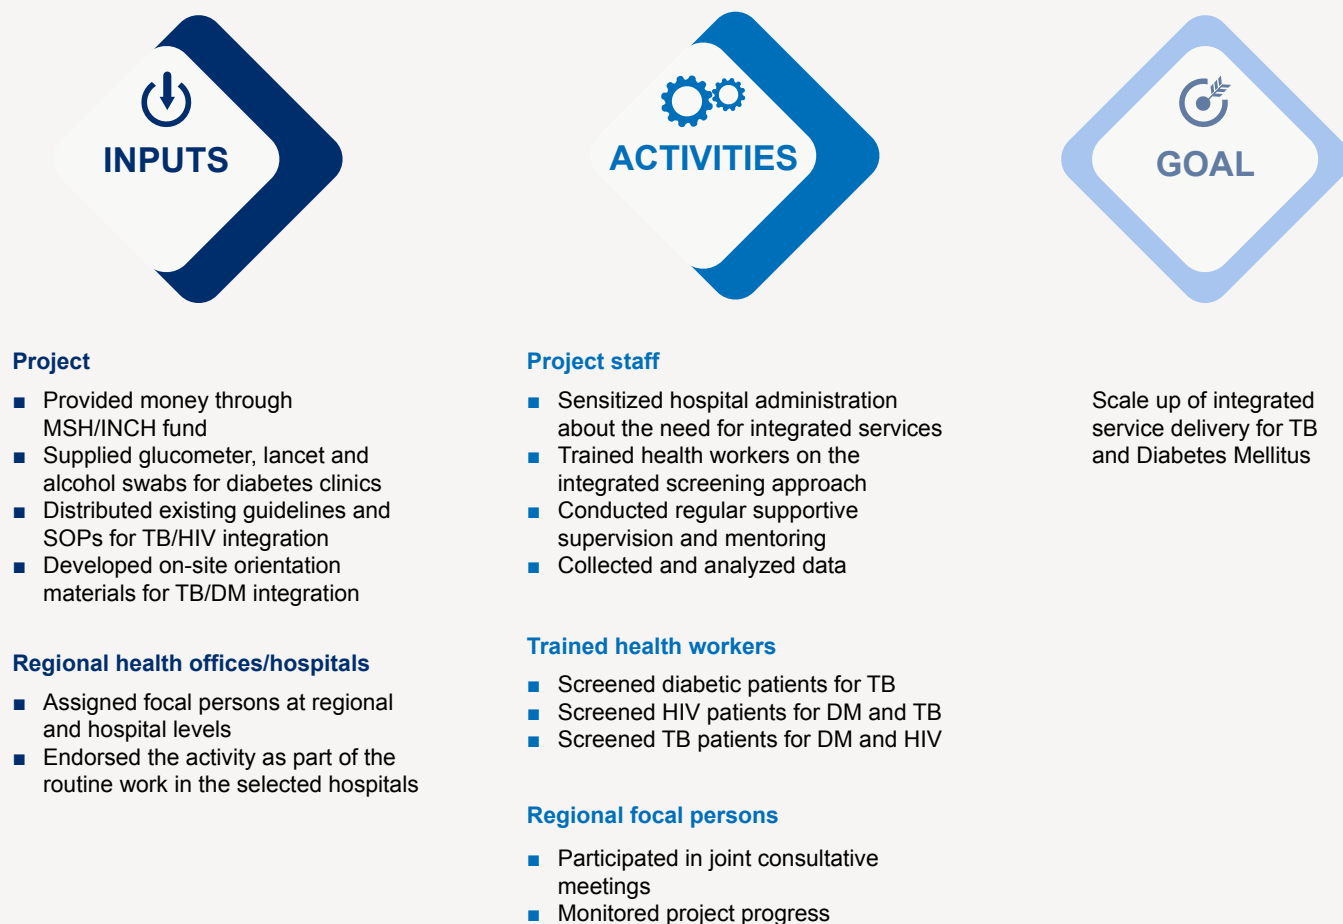 INPUTS
Project
■ Provided money through
MSH/INCH fund
■ Supplied glucometer, lancet and
alcohol swabs for diabetes clinics
■ Distributed existing guidelines and
SOPs for TB/HIV integration
■ Developed on-site orientation
materials for TB/DM integration
Regional health offices/hospitals
■ Assigned focal persons at regional
and hospital levels
■ Endorsed the activity as part of the
routine work in the selected hospitals
ACTIVITIES
Project staff
■ Sensitized hospital administration
about the need for integrated services
■ Trained health workers on the
integrated screening approach
■ Conducted regular supportive
supervision and mentoring
■ Collected and analyzed data
Trained health workers
■ Screened diabetic patients for TB
■ Screened HIV patients for DM and TB
■ Screened TB patients for DM and HIV
Regional focal persons
■ Participated in joint consultative
meetings
■ Monitored project progress
GOAL
Scale up of integrated
service delivery for TB
and Diabetes Mellitus